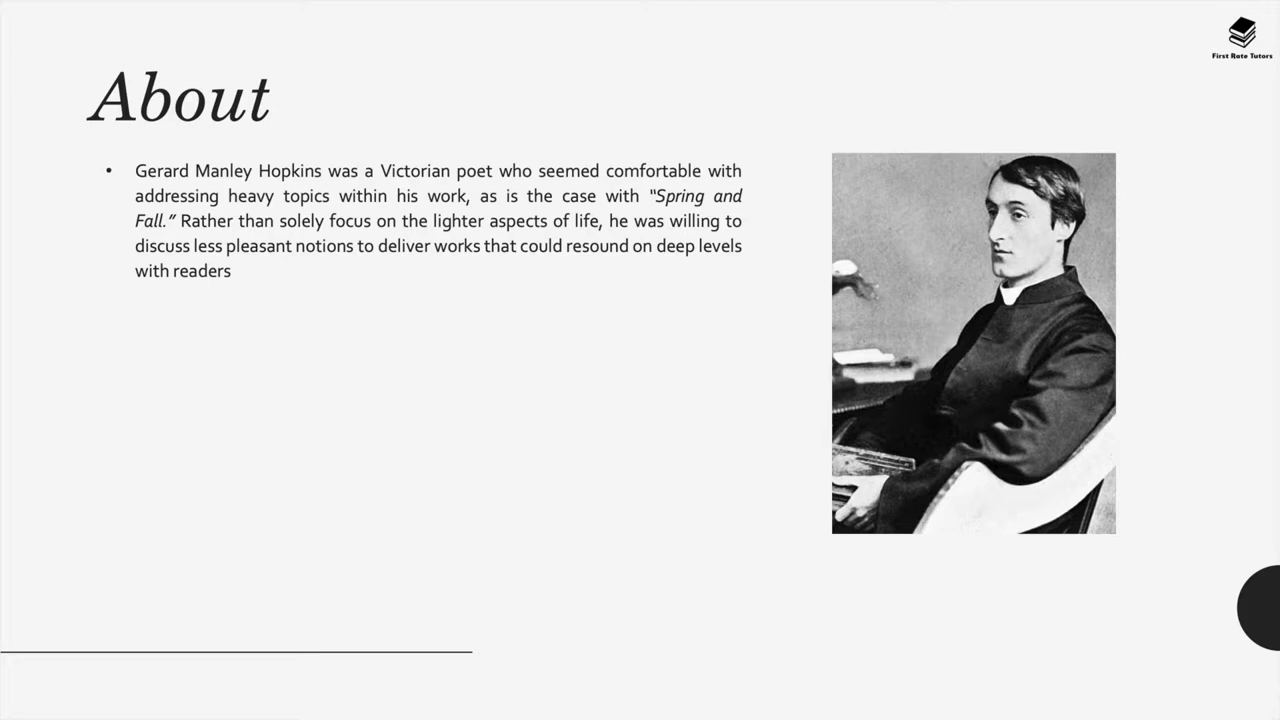 First Rate Tutors
About
• Gerard Manley Hopkins was a Victorian poet who seemed comfortable with
addressing heavy topics within his work, as is the case with “Spring and
Fall.” Rather than solely focus on the lighter aspects of life, he was willing to
discuss less pleasant notions to deliver works that could resound on deep levels
with readers